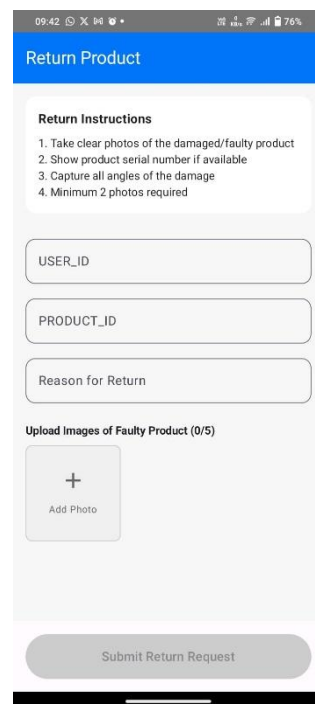 09:42
76%
Return Product
Return Instructions
1. Take clear photos of the damaged/faulty product
2. Show product serial number if available
3. Capture all angles of the damage
4. Minimum 2 photos required
USER_ID
PRODUCT_ID
Reason for Return
Upload Images of Faulty Product (0/5)
+
Add Photo
Submit Return Request